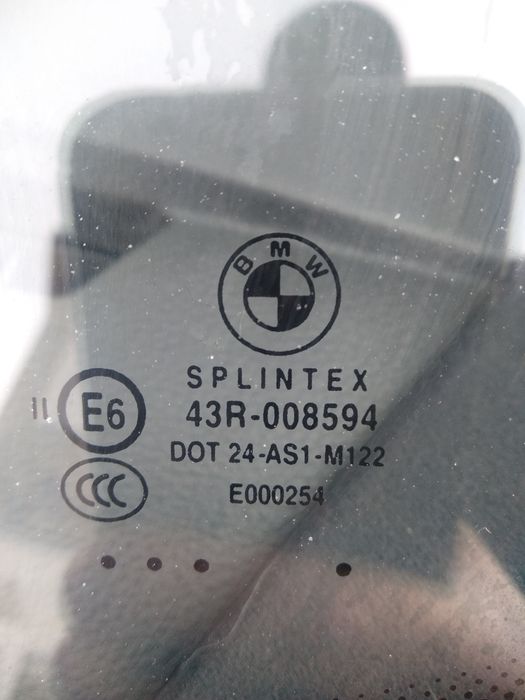 BMW
SPLINTEX
II E6 43R-008594
DOT 24-AS1-M122
CCC E000254